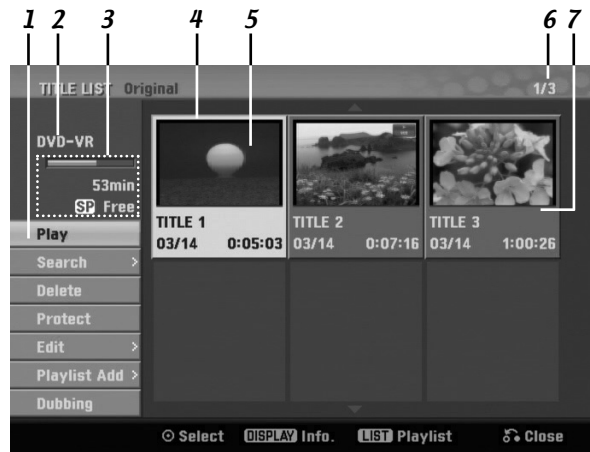 1 2 3 4 5 6 7
TITLE LIST Original 1/3
DVD-VR
53min
SP Free
Play
Search >
Delete
Protect
Edit >
Playlist Add >
Dubbing
TITLE 1
03/14 0:05:03
TITLE 2
03/14 0:07:16
TITLE 3
03/14 1:00:26
Select DISPLAY Info. LIST Playlist Close